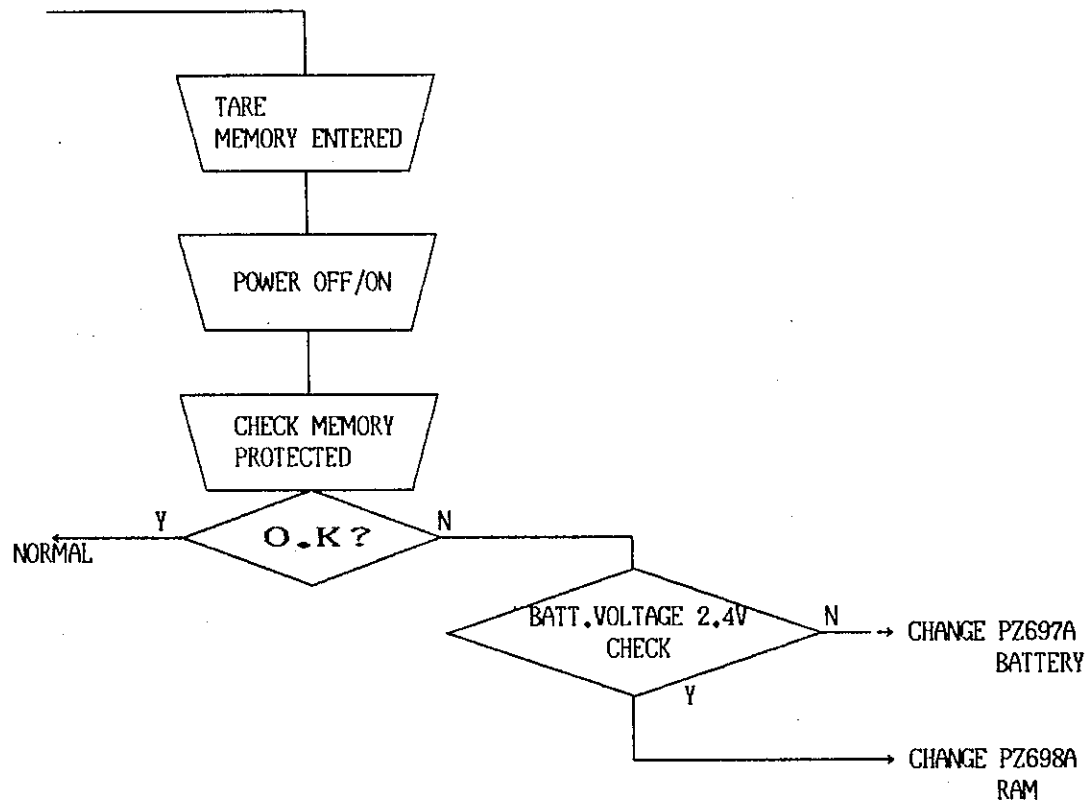 TARE
MEMORY ENTERED
POWER OFF/ON
CHECK MEMORY
PROTECTED
Y
O.K?
N
NORMAL
BATT.VOLTAGE 2.4V
CHECK
N
CHANGE PZ697A
BATTERY
Y
CHANGE PZ698A
RAM